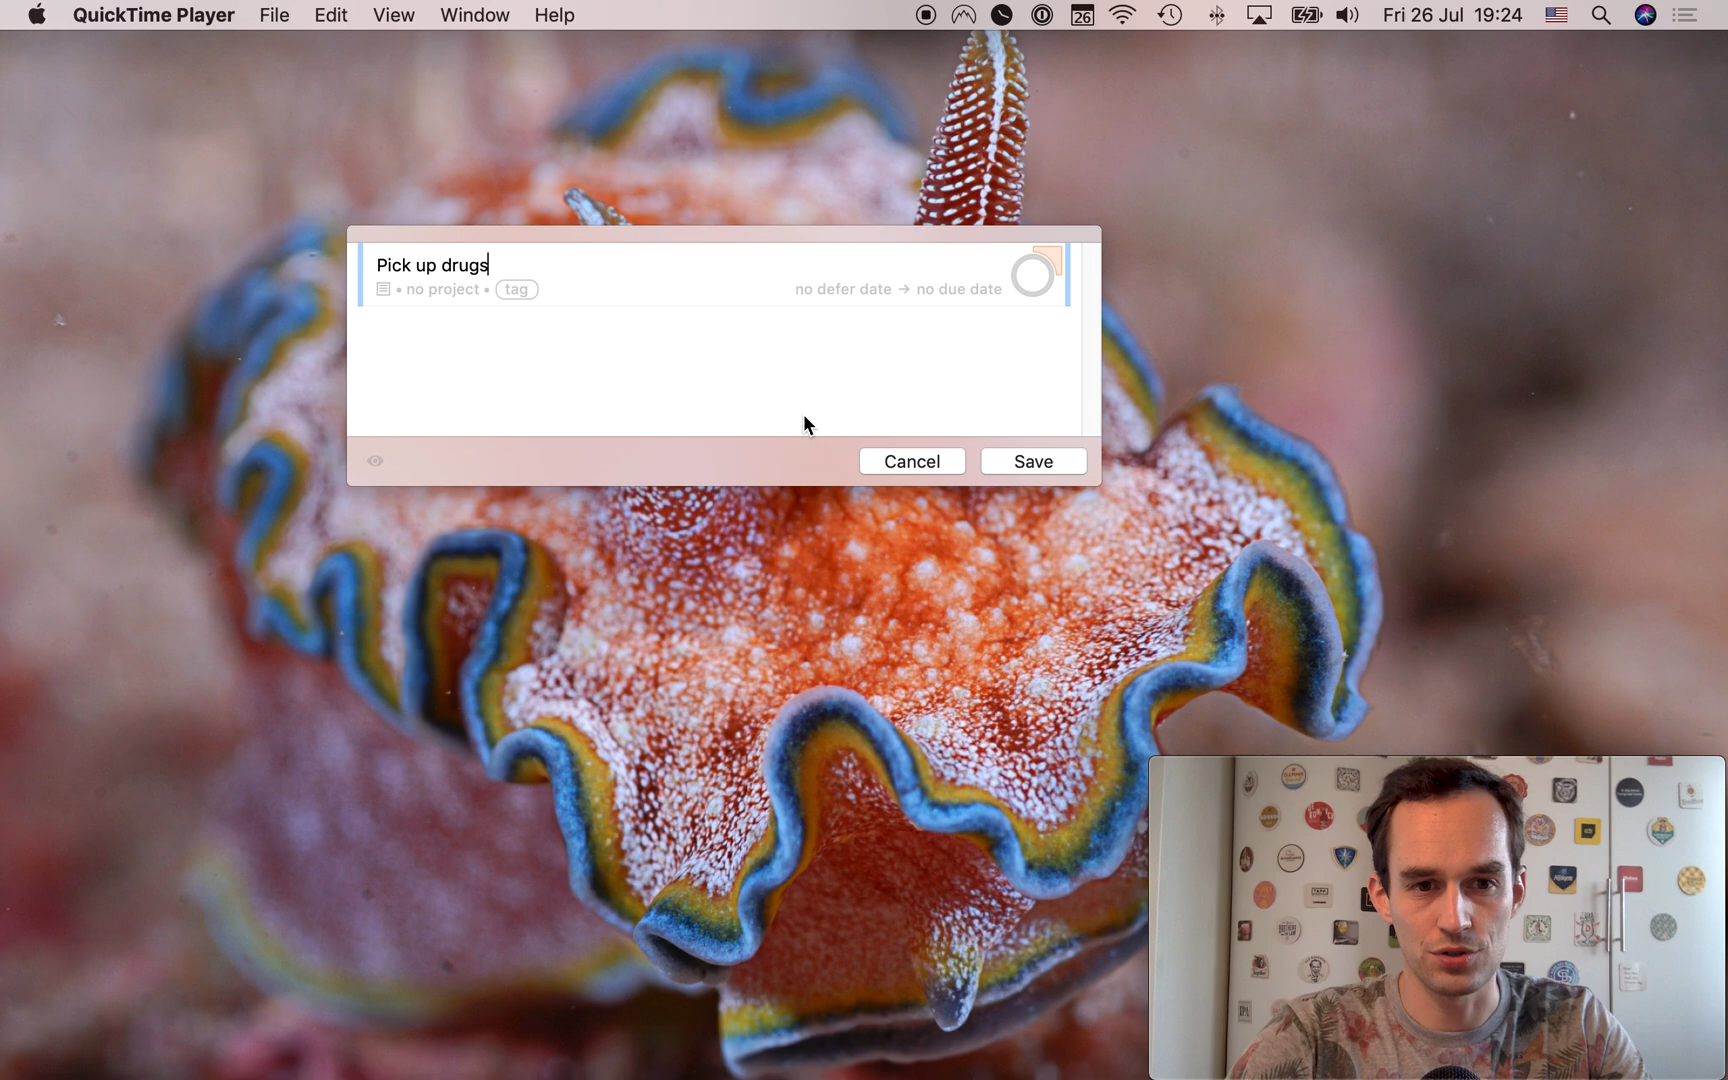 QuickTime Player File Edit View Window Help 26 Fri 26 Jul 19:24
Pick up drugs
• no project • tag no defer date → no due date
Cancel Save